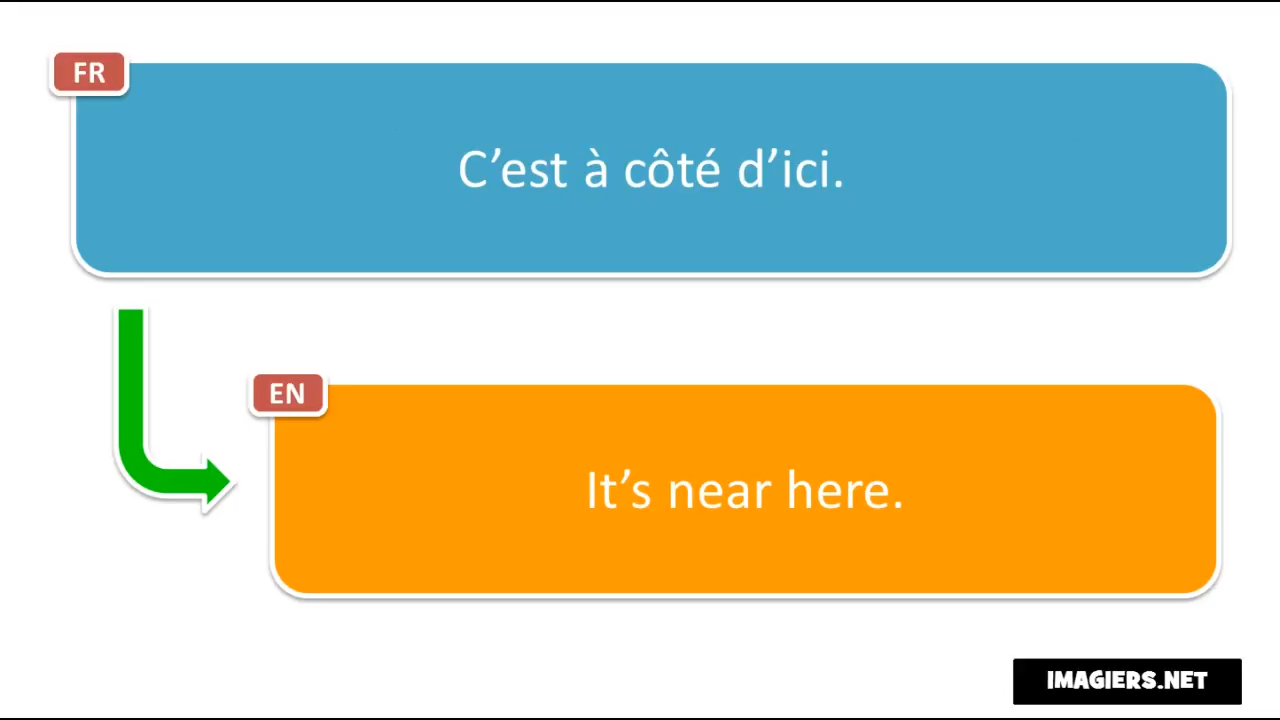 FR
C’est à côté d’ici.
EN
It’s near here.
IMAGIERS.NET